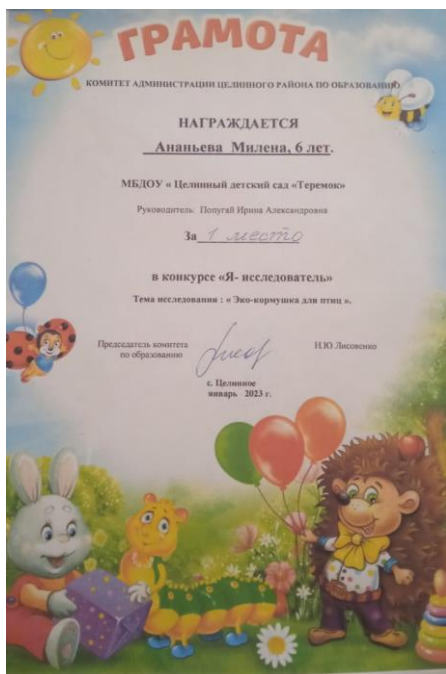 ГРАМОТА
КОМИТЕТ АДМИНИСТРАЦИИ ЦЕЛИННОГО РАЙОНА ПО ОБРАЗОВАНИЮ
НАГРАЖДАЕТСЯ
Ананьева Милена, 6 лет.
МБДОУ « Целинный детский сад «Теремок»
Руководитель: Попугай Ирина Александровна
За 1 место
в конкурсе «Я- исследователь»
Тема исследования : « Эко-кормушка для птиц ».
Председатель комитета
по образованию
Н.Ю Лисовенко
с. Целинное
январь 2023 г.